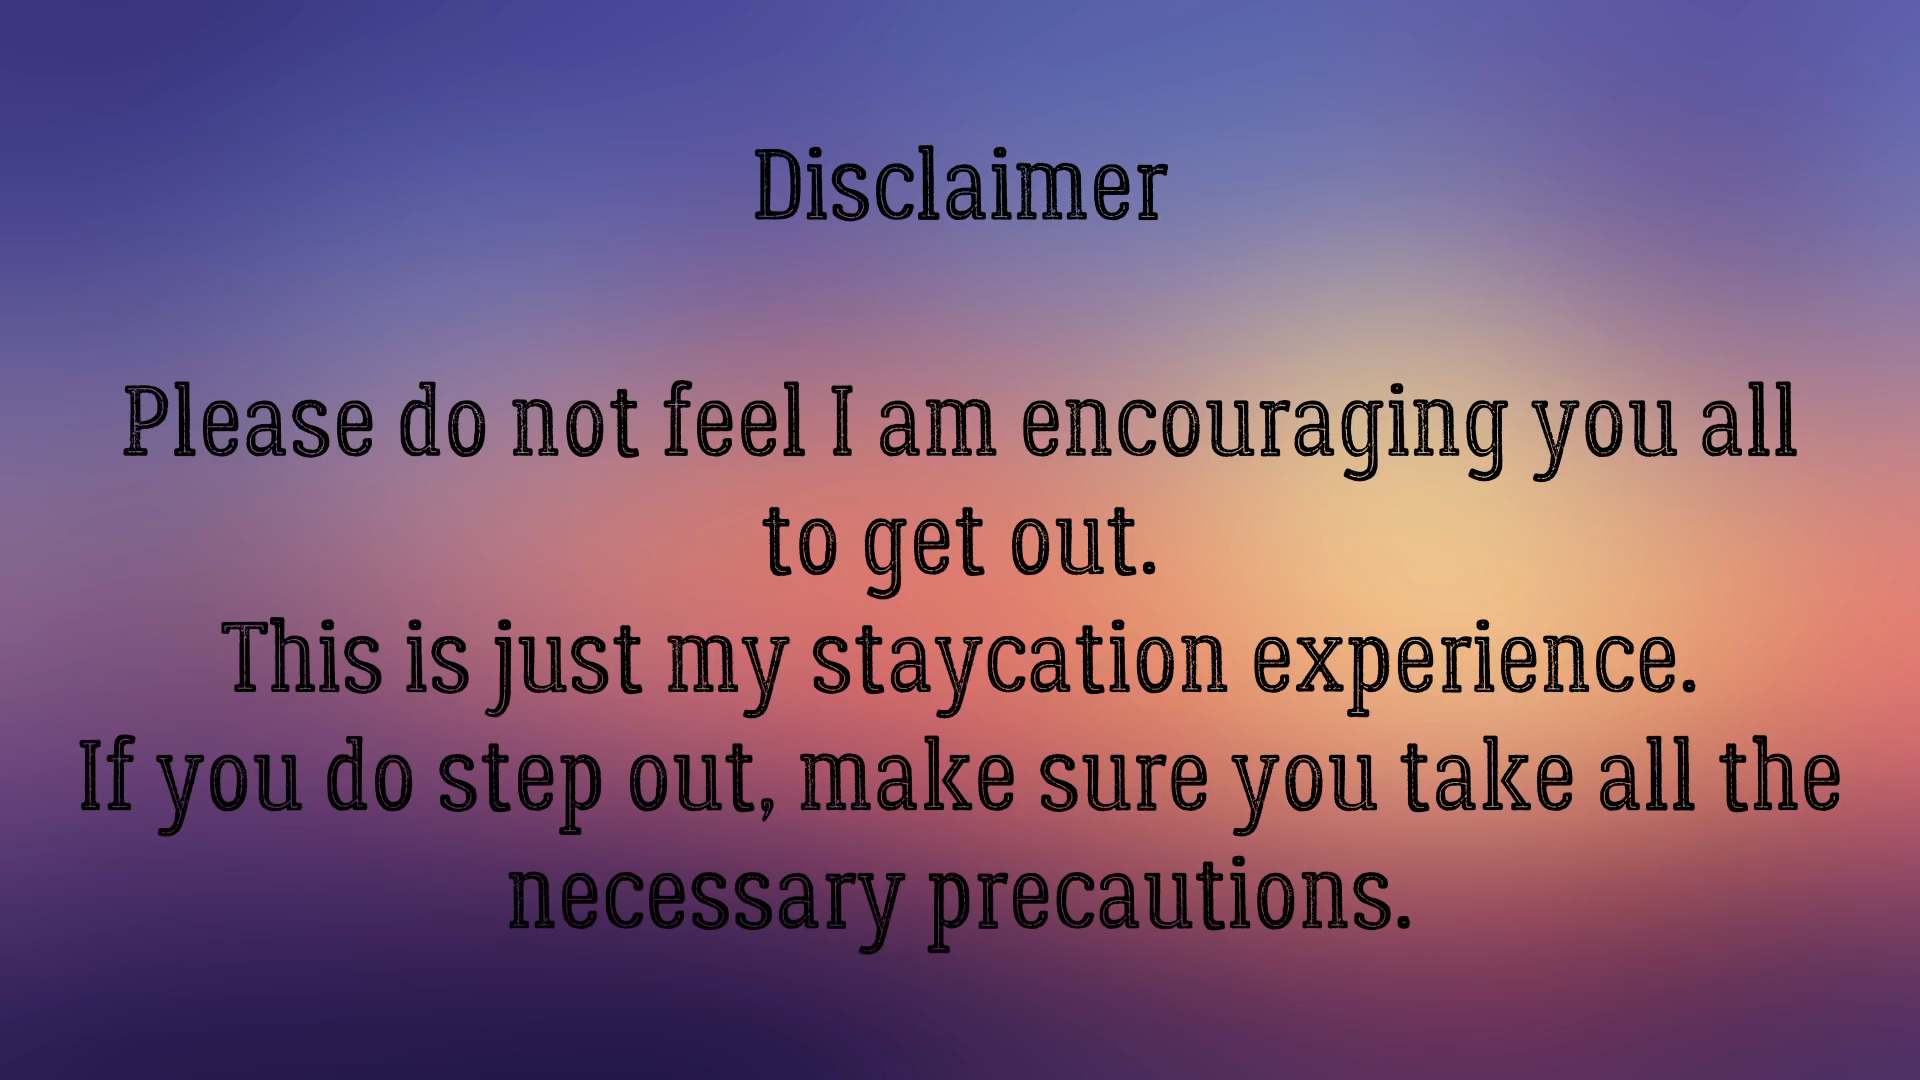 Disclaimer
Please do not feel I am encouraging you all
to get out.
This is just my staycation experience.
If you do step out, make sure you take all the
necessary precautions.